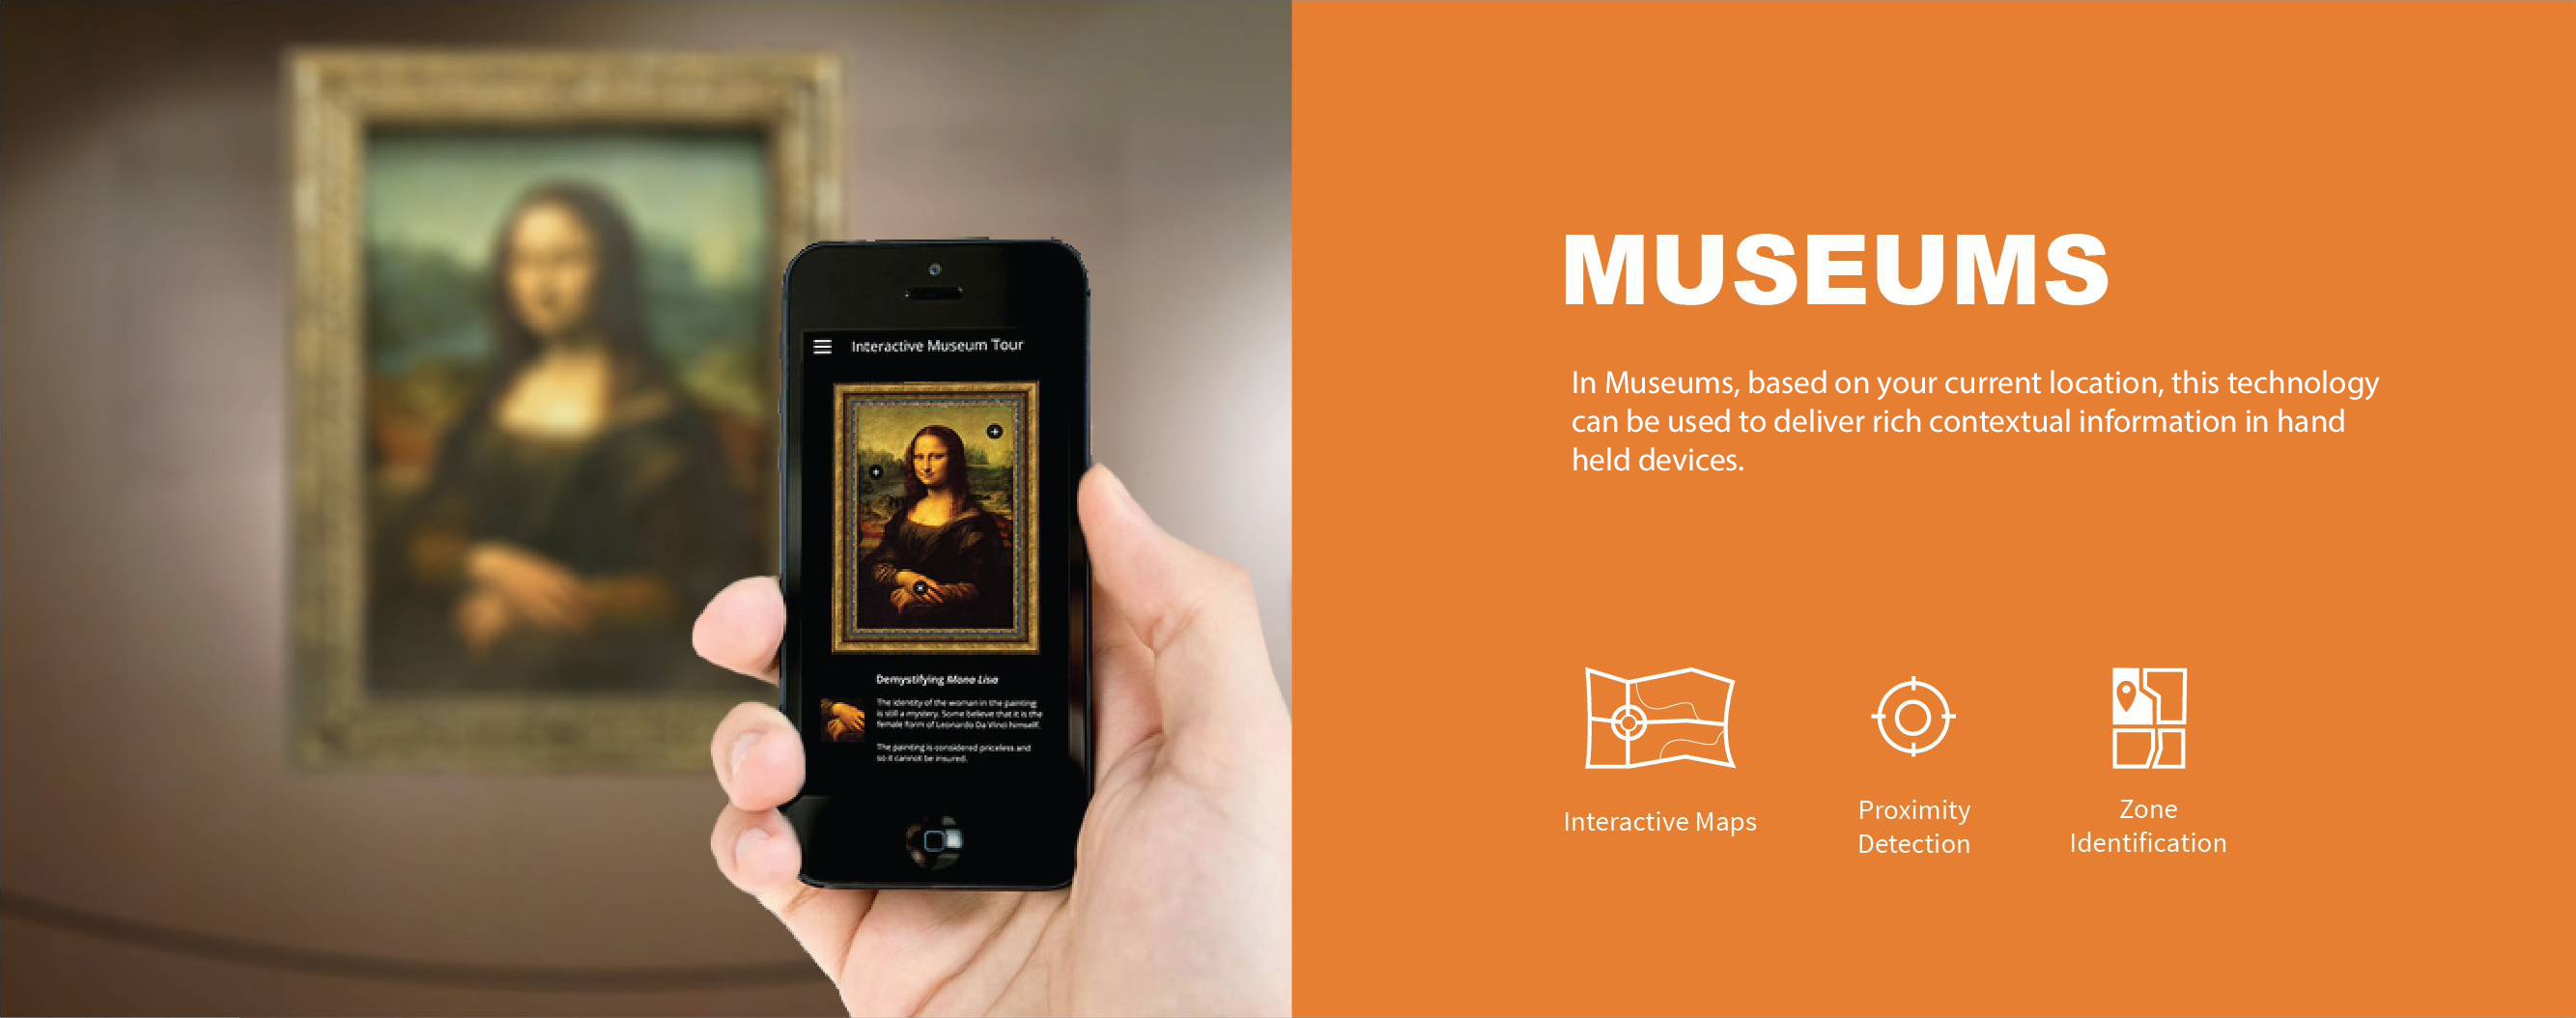 Interactive Museum Tour
Demystifying Mona Lisa
The identity of the woman in the painting
is still a mystery. Some believe that it is the
female form of Leonardo Da Vinci himself.
The painting is considered priceless and
so it cannot be insured.
MUSEUMS
In Museums, based on your current location, this technology
can be used to deliver rich contextual information in hand
held devices.
Interactive Maps
Proximity
Detection
Zone
Identification